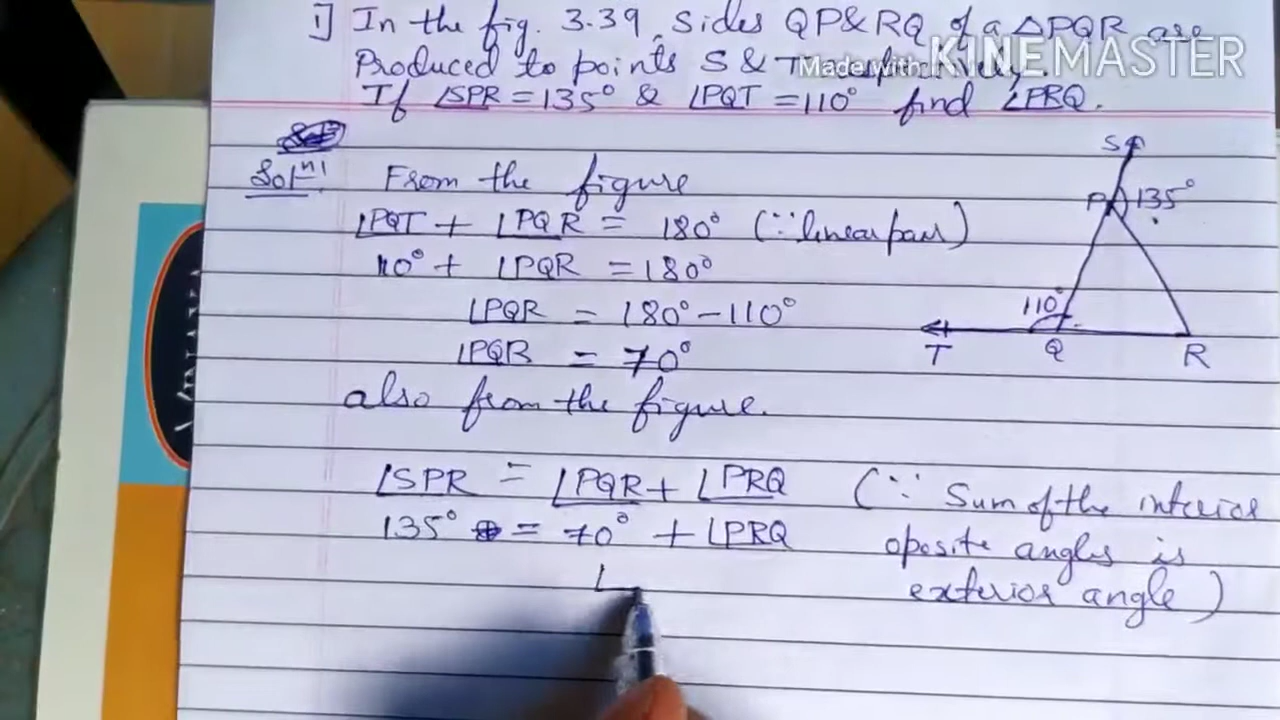 1] In the fig. 3.39, sides QP & RQ of a △PQR are
Produced to points S & T
Made with KINEMASTER
If ∠SPR = 135° & ∠PQT = 110° find ∠PRQ.
Solⁿ! From the figure
∠PQT + ∠PQR = 180° (∵ linear pair)
110° + ∠PQR = 180°
∠PQR = 180° - 110°
∠PQR = 70°
also from the figure.
∠SPR = ∠PQR + ∠PRQ (∵ Sum of the interior
135° = 70° + ∠PRQ oposite angles is
∠ exterior angle)
S
P 135°
110°
T Q R